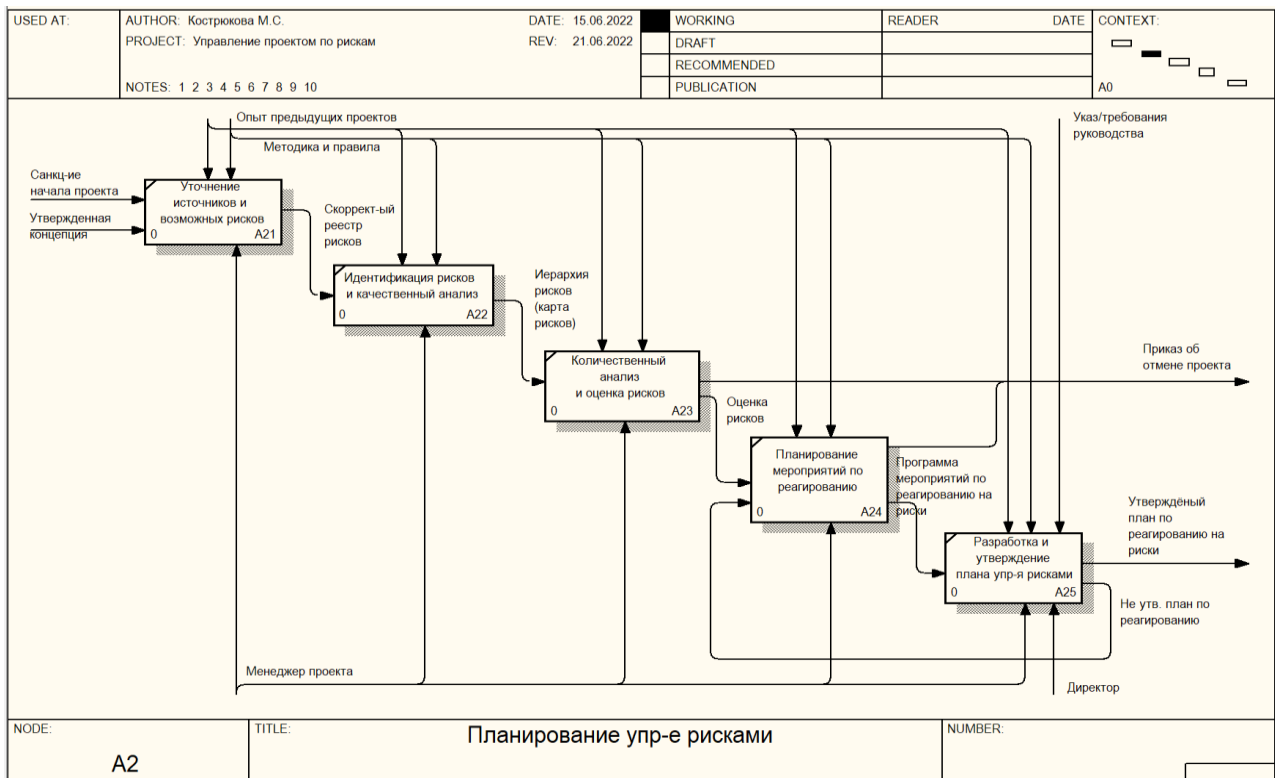 USED AT:
AUTHOR: Кострюкова М.С.
DATE: 15.06.2022
PROJECT: Управление проектом по рискам
REV: 21.06.2022
NOTES: 1 2 3 4 5 6 7 8 9 10
WORKING
DRAFT
RECOMMENDED
PUBLICATION
READER
DATE
CONTEXT:
A0
Опыт предыдущих проектов
Методика и правила
Указ/требования
руководства
Санкц-ие
начала проекта
Утвержденная
концепция
Уточнение
источников и
возможных рисков
0
A21
Скоррект-ый
реестр
рисков
Идентификация рисков
и качественный анализ
0
A22
Иерархия
рисков
(карта
рисков)
Количественный
анализ
и оценка рисков
0
A23
Приказ об
отмене проекта
Оценка
рисков
Планирование
мероприятий по
реагированию
0
A24
Программа
мероприятий по
реагированию на
риски
Утверждёный
план по
реагированию на
риски
Разработка и
утверждение
плана упр-я рисками
0
A25
Не утв. план по
реагированию
Менеджер проекта
Директор
NODE:
A2
TITLE:
Планирование упр-е рисками
NUMBER: